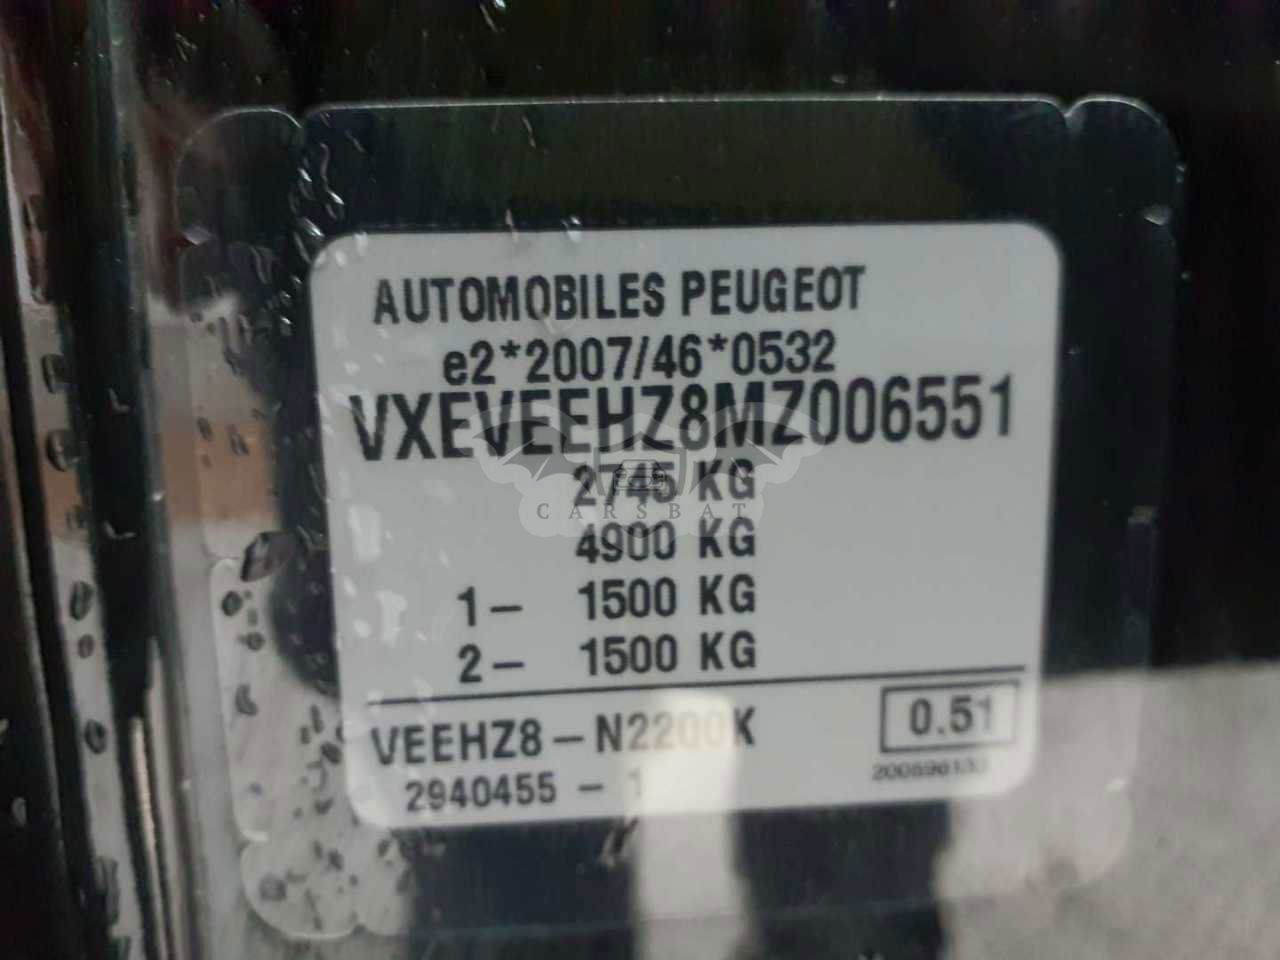 AUTOMOBILES PEUGEOT
e2*2007/46*0532
VXEVEEHZ8MZ006551
2745 KG
CARSBAT
4900 KG
1- 1500 KG
2- 1500 KG
VEEHZ8-N2200K
0.51
2940455 - 1